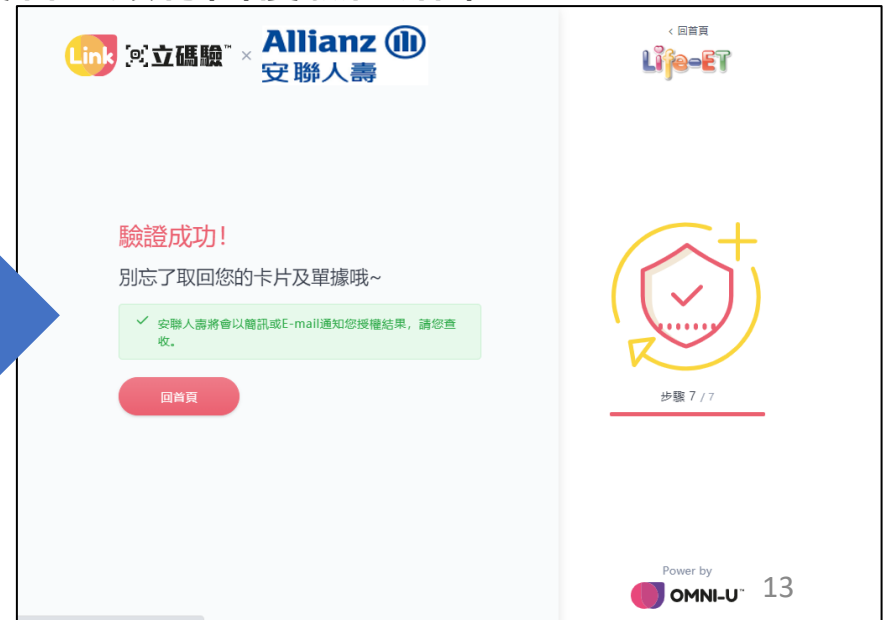 Link 立碼驗™ × Allianz
安聯人壽
< 回首頁
Life-ET
驗證成功!
別忘了取回您的卡片及單據哦~
安聯人壽將會以簡訊或E-mail通知您授權結果，請您查
收。
回首頁
步驟 7 / 7
Power by
OMNI-U™
13